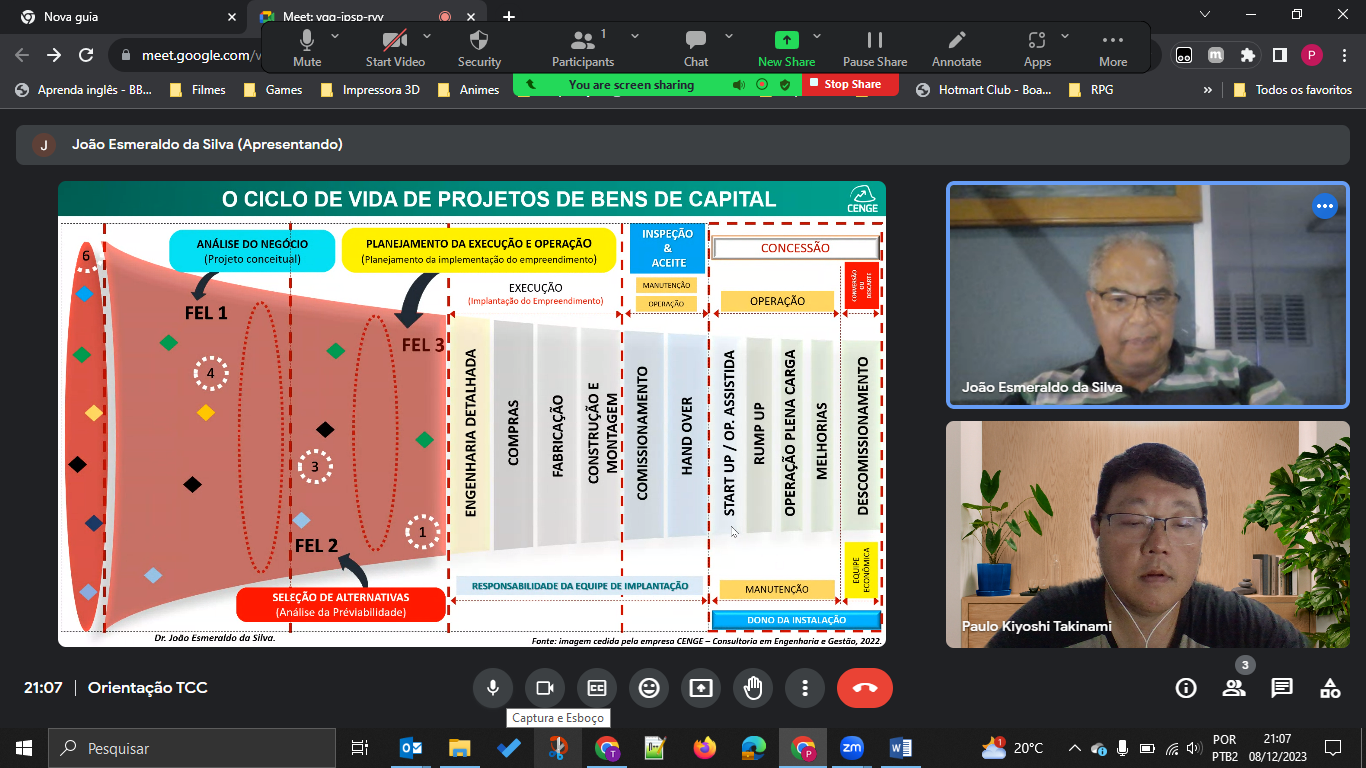 Nova guia
Meet: vgq-jpsp-rvv
meet.google.com/v
Mute
Start Video
Security
1
Participants
Chat
New Share
Pause Share
Annotate
Apps
More
You are screen sharing
Stop Share
P
Aprenda inglês - BB...
Filmes
Games
Impressora 3D
Animes
Hotmart Club - Boa...
RPG
»
Todos os favoritos
J
João Esmeraldo da Silva (Apresentando)
O CICLO DE VIDA DE PROJETOS DE BENS DE CAPITAL
CENGE
6
ANÁLISE DO NEGÓCIO
(Projeto conceitual)
PLANEJAMENTO DA EXECUÇÃO E OPERAÇÃO
(Planejamento da implementação do empreendimento)
INSPEÇÃO
&
ACEITE
CONCESSÃO
EXECUÇÃO
(Implantação do Empreendimento)
MANUTENÇÃO
OPERAÇÃO
OPERAÇÃO
CONVERSÃO
OU
DESCARTE
FEL 1
FEL 3
4
3
1
FEL 2
ENGENHARIA DETALHADA
COMPRAS
FABRICAÇÃO
CONSTRUÇÃO E
MONTAGEM
COMISSIONAMENTO
HAND OVER
START UP / OP. ASSISTIDA
RUMP UP
OPERAÇÃO PLENA CARGA
MELHORIAS
DESCOMISSIONAMENTO
SELEÇÃO DE ALTERNATIVAS
(Análise da Préviabilidade)
RESPONSABILIDADE DA EQUIPE DE IMPLANTAÇÃO
MANUTENÇÃO
EQUIPE
ECONÔMICA
DONO DA INSTALAÇÃO
Dr. João Esmeraldo da Silva.
Fonte: imagem cedida pela empresa CENGE – Consultoria em Engenharia e Gestão, 2022.
João Esmeraldo da Silva
Paulo Kiyoshi Takinami
21:07 | Orientação TCC
3
Captura e Esboço
Pesquisar
T
P
zm
W
1
20°C
POR
PTB2
21:07
08/12/2023